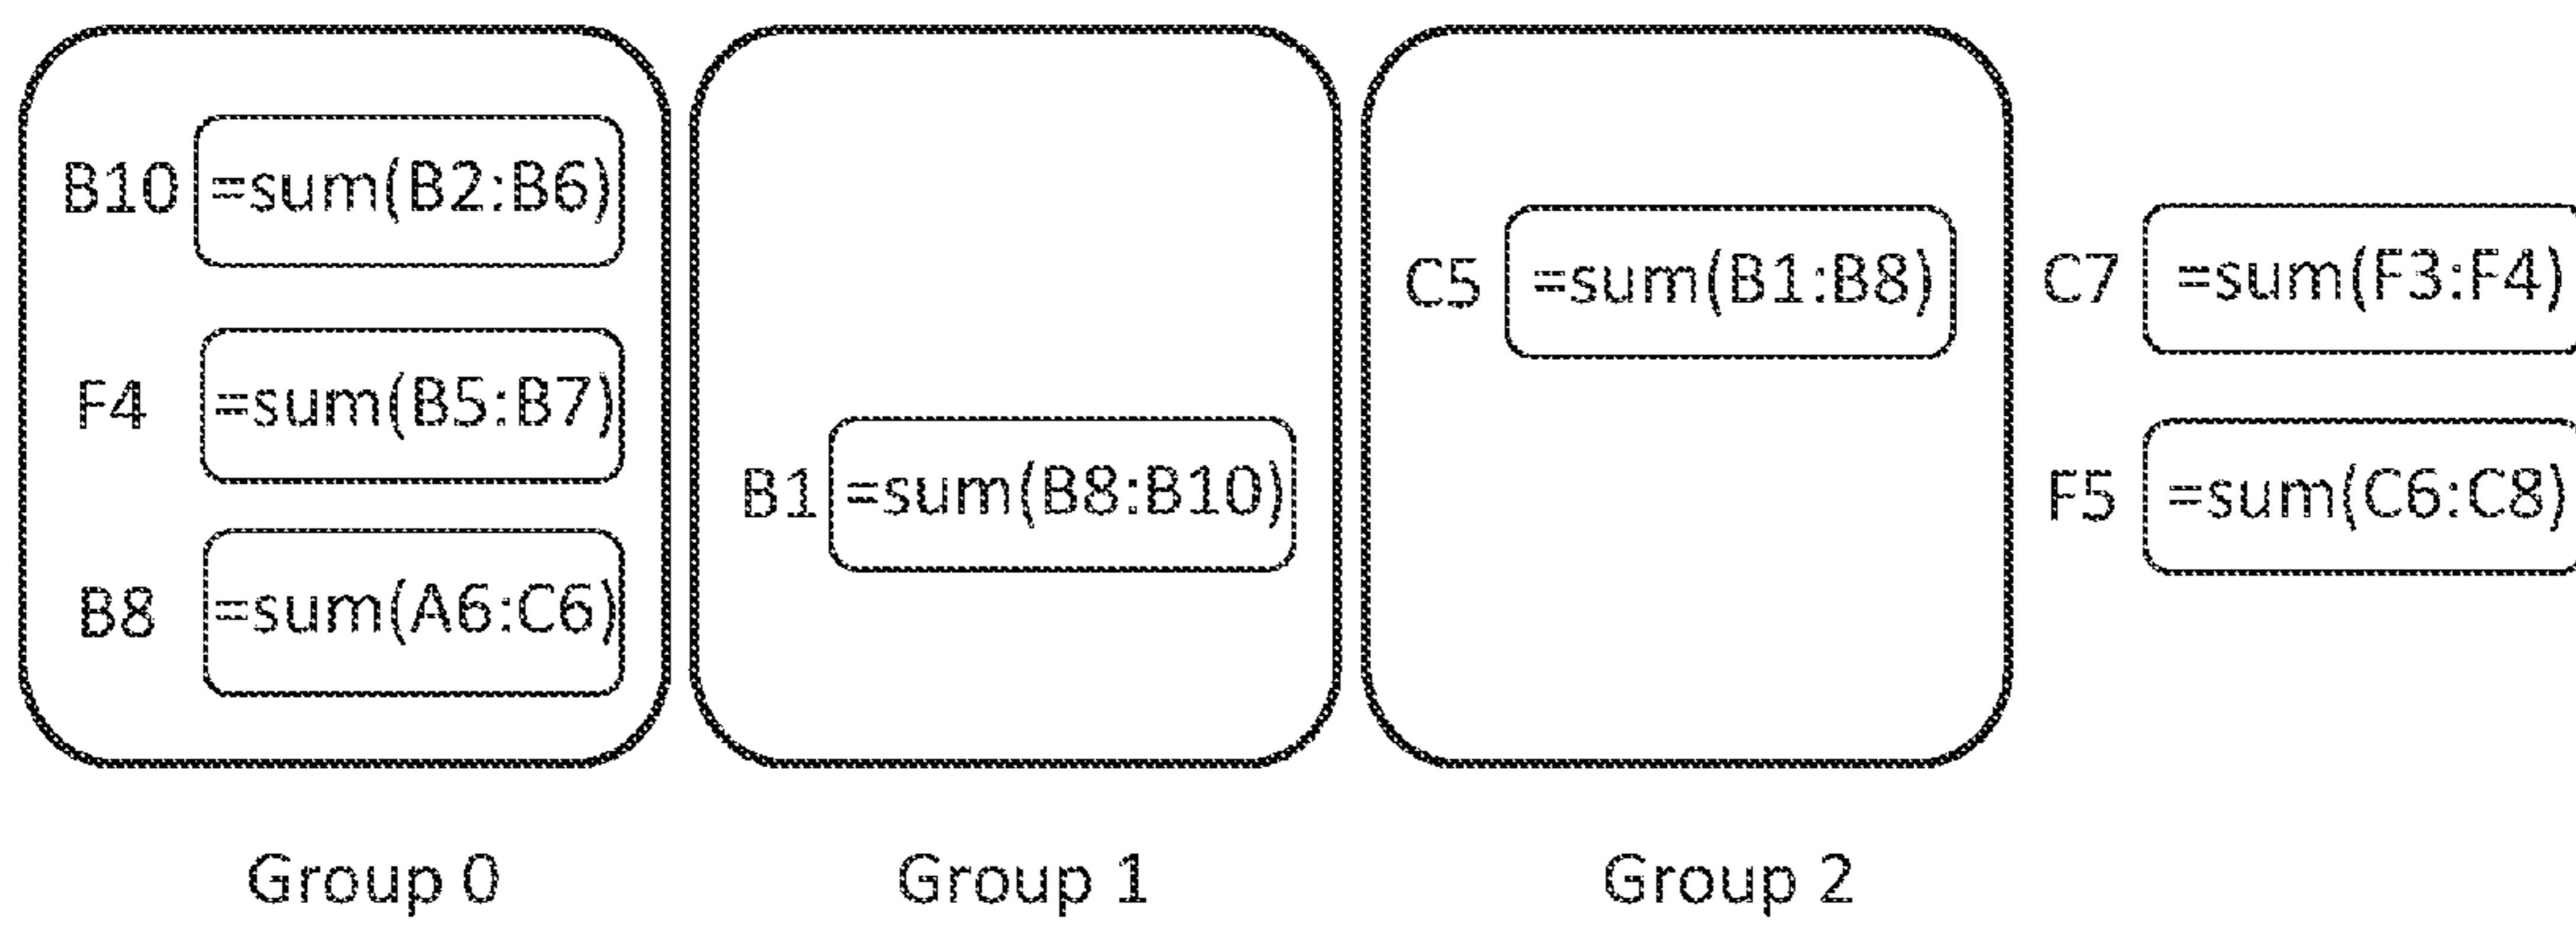 B10 =sum(B2:B6)
F4 =sum(B5:B7)
B8 =sum(A6:C6)
Group 0
B1 =sum(B8:B10)
Group 1
C5 =sum(B1:B8)
Group 2
C7 =sum(F3:F4)
F5 =sum(C6:C8)